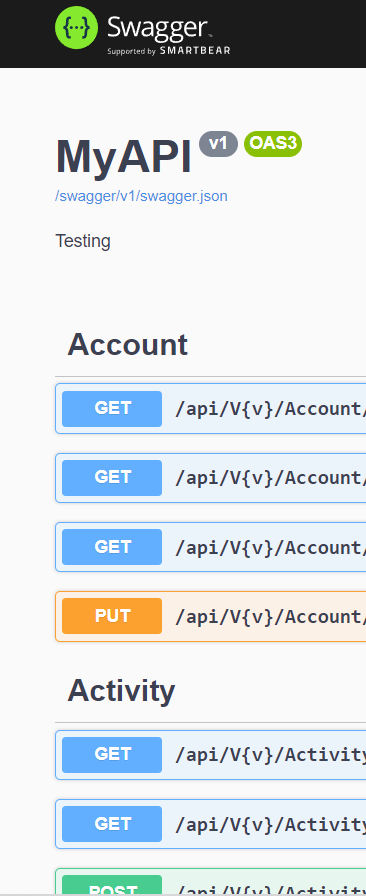 {···} Swagger
Supported by SMARTBEAR
MyAPI v1 OAS3
/swagger/v1/swagger.json
Testing
Account
GET /api/V{v}/Account/
GET /api/V{v}/Account/
GET /api/V{v}/Account/
PUT /api/V{v}/Account/
Activity
GET /api/V{v}/Activity
GET /api/V{v}/Activity
POST /api/V{v}/Activity